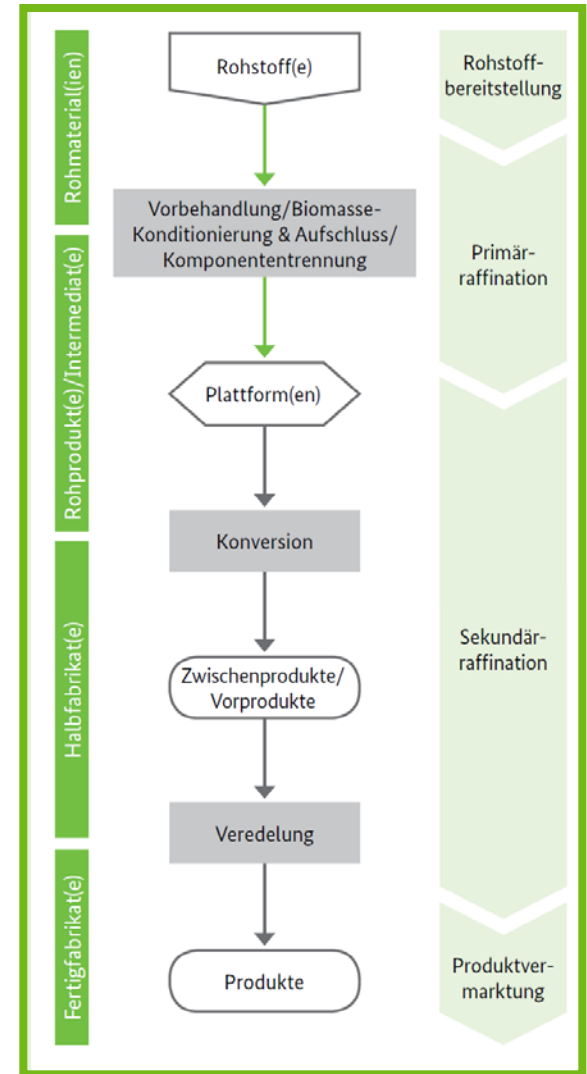 Rohmaterial(ien)
Rohprodukt(e)/Intermediat(e)
Halbfabrikat(e)
Fertigfabrikat(e)
Rohstoff(e)
Vorbehandlung/Biomasse-
Konditionierung & Aufschluss/
Komponententrennung
Plattform(en)
Konversion
Zwischenprodukte/
Vorprodukte
Veredelung
Produkte
Rohstoff-
bereitstellung
Primär-
raffination
Sekundär-
raffination
Produktver-
marktung